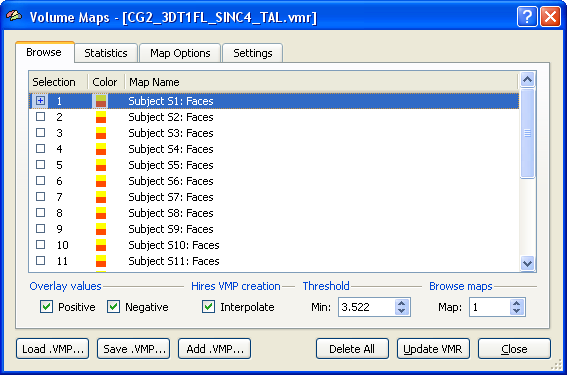 Volume Maps - [CG2_3DT1FL_SINC4_TAL.vmr]
Browse Statistics Map Options Settings
Selection Color Map Name
1 Subject S1: Faces
2 Subject S2: Faces
3 Subject S3: Faces
4 Subject S4: Faces
5 Subject S5: Faces
6 Subject S6: Faces
7 Subject S7: Faces
8 Subject S8: Faces
9 Subject S9: Faces
10 Subject S10: Faces
11 Subject S11: Faces
Overlay values Hires VMP creation Threshold Browse maps
Positive Negative Interpolate Min: 3.522 Map: 1
Load .VMP... Save .VMP... Add .VMP... Delete All Update VMR Close